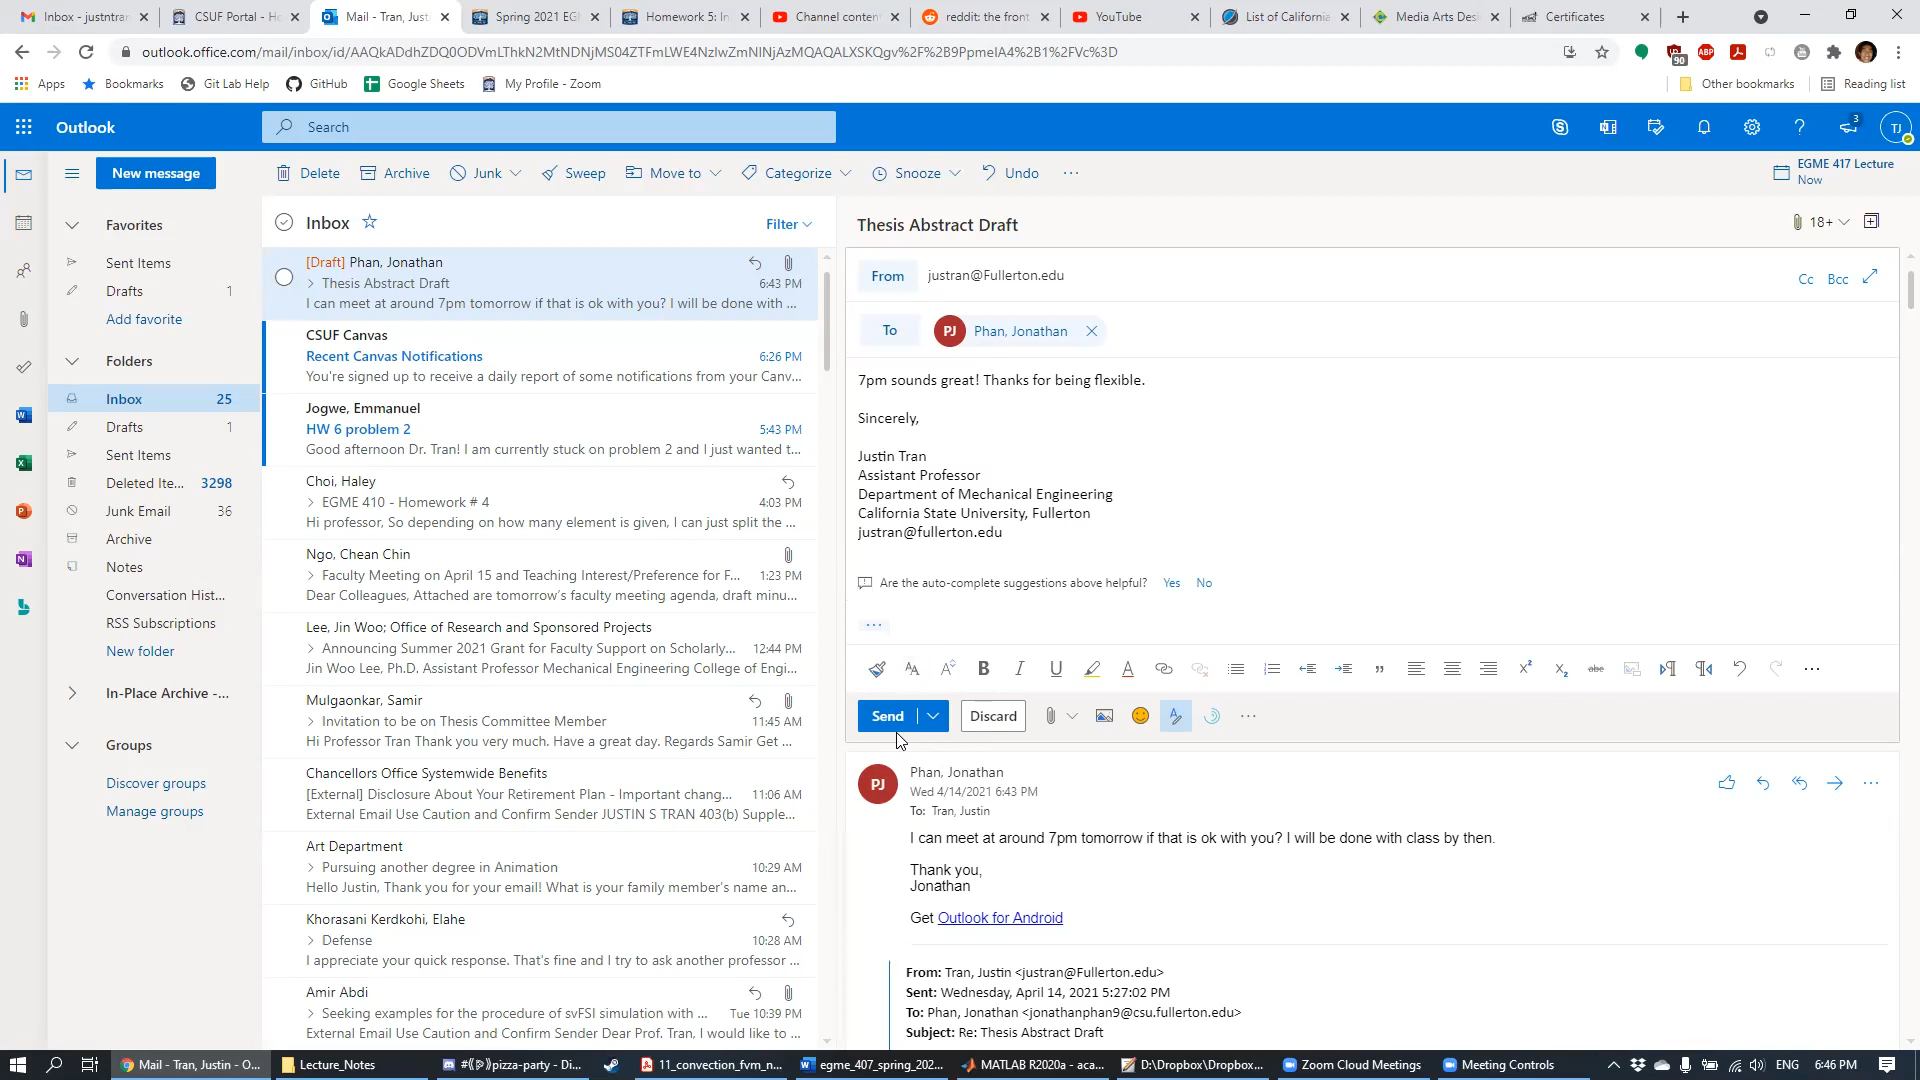 Inbox - justntran
CSUF Portal - Ho
Mail - Tran, Justi
Spring 2021 EGM
Homework 5: In
Channel content
reddit: the front
YouTube
List of California
Media Arts Desi
Certificates
outlook.office.com/mail/inbox/id/AAQkADdhZDQ0ODVmLThkN2MtNDNjMS04ZTFmLWE4NzIwZmNlNjAzMQAQALXSKQgv%2F%2B9PpmeIA4%2B1%2FVc%3D
90
ABP
Apps
Bookmarks
Git Lab Help
GitHub
Google Sheets
My Profile - Zoom
Other bookmarks
Reading list
Outlook
Search
3
TJ
New message
Delete
Archive
Junk
Sweep
Move to
Categorize
Snooze
Undo
EGME 417 Lecture
Now
Favorites
Sent Items
Drafts 1
Add favorite
Folders
Inbox 25
Drafts 1
Sent Items
Deleted Ite... 3298
Junk Email 36
Archive
Notes
Conversation Hist...
RSS Subscriptions
New folder
In-Place Archive -...
Groups
Discover groups
Manage groups
Inbox
Filter
[Draft] Phan, Jonathan
Thesis Abstract Draft 6:43 PM
I can meet at around 7pm tomorrow if that is ok with you? I will be done with ...
CSUF Canvas
Recent Canvas Notifications 6:26 PM
You're signed up to receive a daily report of some notifications from your Canv...
Jogwe, Emmanuel
HW 6 problem 2 5:43 PM
Good afternoon Dr. Tran! I am currently stuck on problem 2 and I just wanted t...
Choi, Haley
EGME 410 - Homework # 4 4:03 PM
Hi professor, So depending on how many element is given, I can just split the ...
Ngo, Chean Chin
Faculty Meeting on April 15 and Teaching Interest/Preference for F... 1:23 PM
Dear Colleagues, Attached are tomorrow's faculty meeting agenda, draft minu...
Lee, Jin Woo; Office of Research and Sponsored Projects
Announcing Summer 2021 Grant for Faculty Support on Scholarly... 12:44 PM
Jin Woo Lee, Ph.D. Assistant Professor Mechanical Engineering College of Engi...
Mulgaonkar, Samir
Invitation to be on Thesis Committee Member 11:45 AM
Hi Professor Tran Thank you very much. Have a great day. Regards Samir Get ...
Chancellors Office Systemwide Benefits
[External] Disclosure About Your Retirement Plan - Important chang... 11:06 AM
External Email Use Caution and Confirm Sender JUSTIN S TRAN 403(b) Supple...
Art Department
Pursuing another degree in Animation 10:29 AM
Hello Justin, Thank you for your email! What is your family member's name an...
Khorasani Kerdkohi, Elahe
Defense 10:28 AM
I appreciate your quick response. That's fine and I try to ask another professor ...
Amir Abdi
Seeking examples for the procedure of svFSI simulation with ... Tue 10:39 PM
External Email Use Caution and Confirm Sender Dear Prof. Tran, I would like to ...
Thesis Abstract Draft
18+
From justran@Fullerton.edu
Cc Bcc
To PJ Phan, Jonathan
7pm sounds great! Thanks for being flexible.
Sincerely,
Justin Tran
Assistant Professor
Department of Mechanical Engineering
California State University, Fullerton
justran@fullerton.edu
Are the auto-complete suggestions above helpful? Yes No
Send
Discard
PJ
Phan, Jonathan
Wed 4/14/2021 6:43 PM
To: Tran, Justin
I can meet at around 7pm tomorrow if that is ok with you? I will be done with class by then.
Thank you,
Jonathan
Get Outlook for Android
From: Tran, Justin <justran@Fullerton.edu>
Sent: Wednesday, April 14, 2021 5:27:02 PM
To: Phan, Jonathan <jonathanphan9@csu.fullerton.edu>
Subject: Re: Thesis Abstract Draft
Mail - Tran, Justin - O...
Lecture_Notes
pizza-party - Di...
11_convection_fvm_n...
egme_407_spring_202...
MATLAB R2020a - aca...
D:\Dropbox\Dropbox...
Zoom Cloud Meetings
Meeting Controls
ENG
6:46 PM